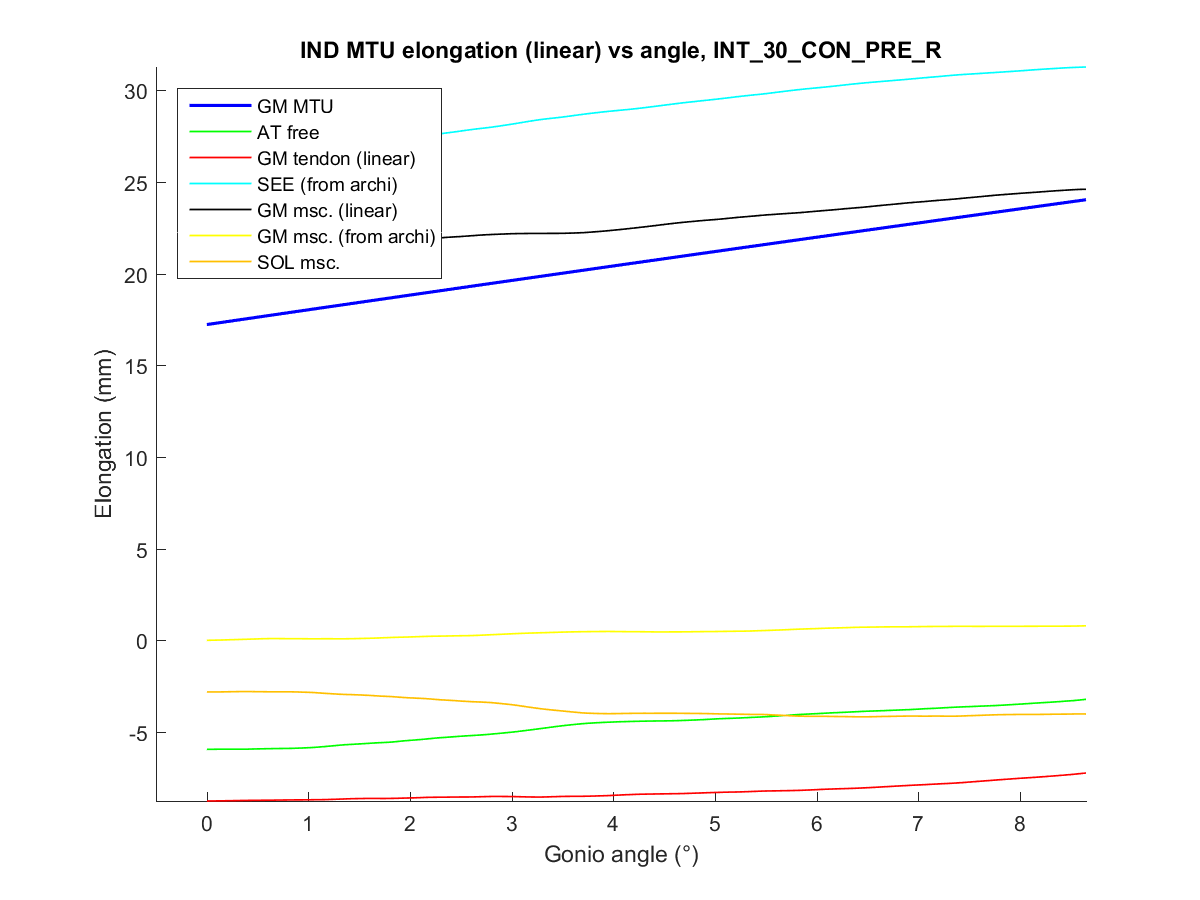 IND MTU elongation (linear) vs angle, INT_30_CON_PRE_R
30
25
20
15
10
5
0
-5
Elongation (mm)
GM MTU
AT free
GM tendon (linear)
SEE (from archi)
GM msc. (linear)
GM msc. (from archi)
SOL msc.
0 1 2 3 4 5 6 7 8
Gonio angle (°)